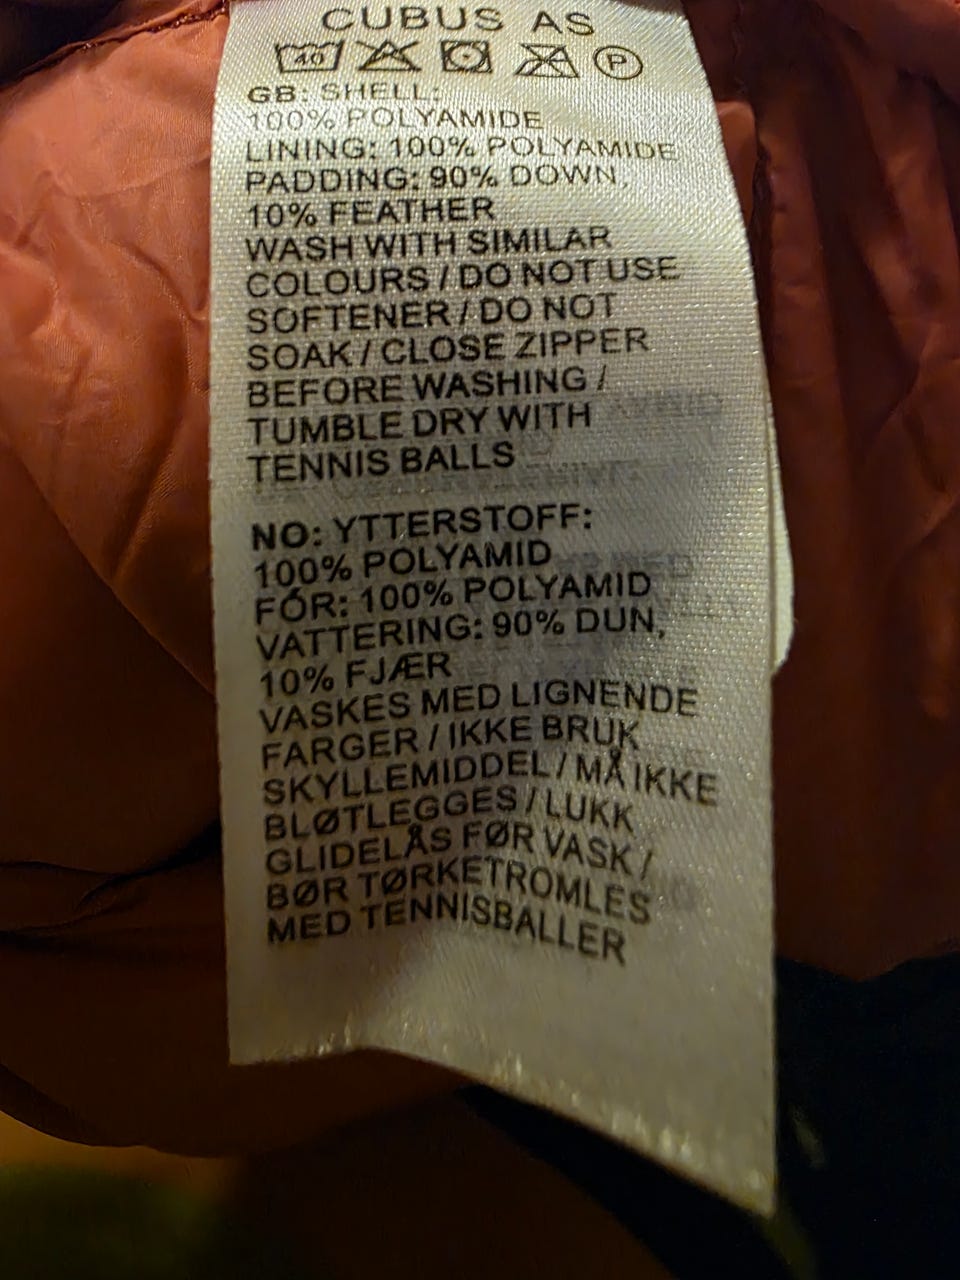 CUBUS AS
40 P
GB: SHELL:
100% POLYAMIDE
LINING: 100% POLYAMIDE
PADDING: 90% DOWN,
10% FEATHER
WASH WITH SIMILAR
COLOURS / DO NOT USE
SOFTENER / DO NOT
SOAK / CLOSE ZIPPER
BEFORE WASHING /
TUMBLE DRY WITH
TENNIS BALLS
NO: YTTERSTOFF:
100% POLYAMID
FÓR: 100% POLYAMID
VATTERING: 90% DUN,
10% FJÆR
VASKES MED LIGNENDE
FARGER / IKKE BRUK
SKYLLEMIDDEL / MÅ IKKE
BLØTLEGGES / LUKK
GLIDELÅS FØR VASK /
BØR TØRKETROMLES
MED TENNISBALLER